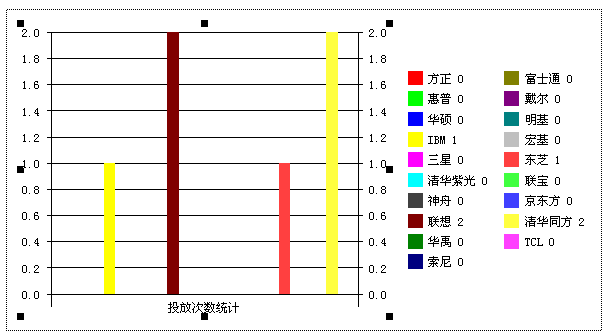 2.0
1.8
1.6
1.4
1.2
1.0
0.8
0.6
0.4
0.2
0.0
2.0
1.8
1.6
1.4
1.2
1.0
0.8
0.6
0.4
0.2
0.0
投放次数统计
方正 0
惠普 0
华硕 0
IBM 1
三星 0
清华紫光 0
神舟 0
联想 2
华禹 0
索尼 0
富士通 0
戴尔 0
明基 0
宏基 0
东芝 1
联宝 0
京东方 0
清华同方 2
TCL 0